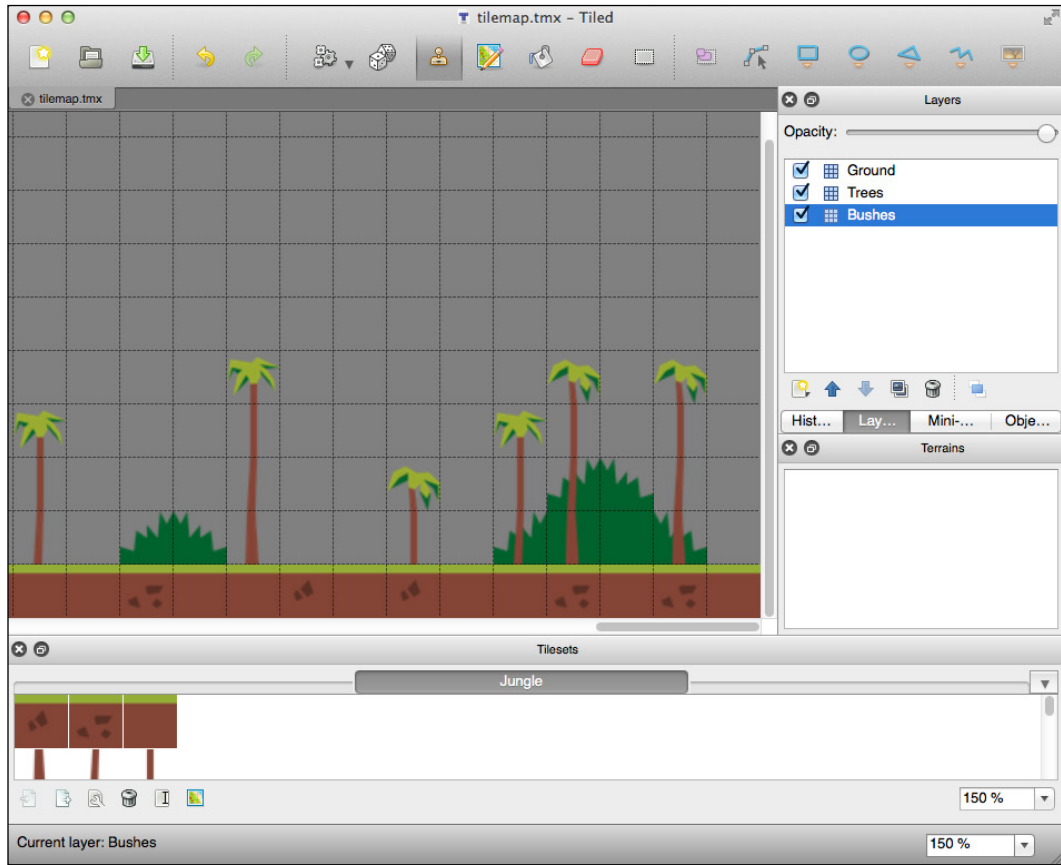 tilemap.tmx – Tiled
tilemap.tmx
Layers
Opacity:
Ground
Trees
Bushes
Hist...
Lay...
Mini-...
Obje...
Terrains
Tilesets
Jungle
150 %
Current layer: Bushes
150 %